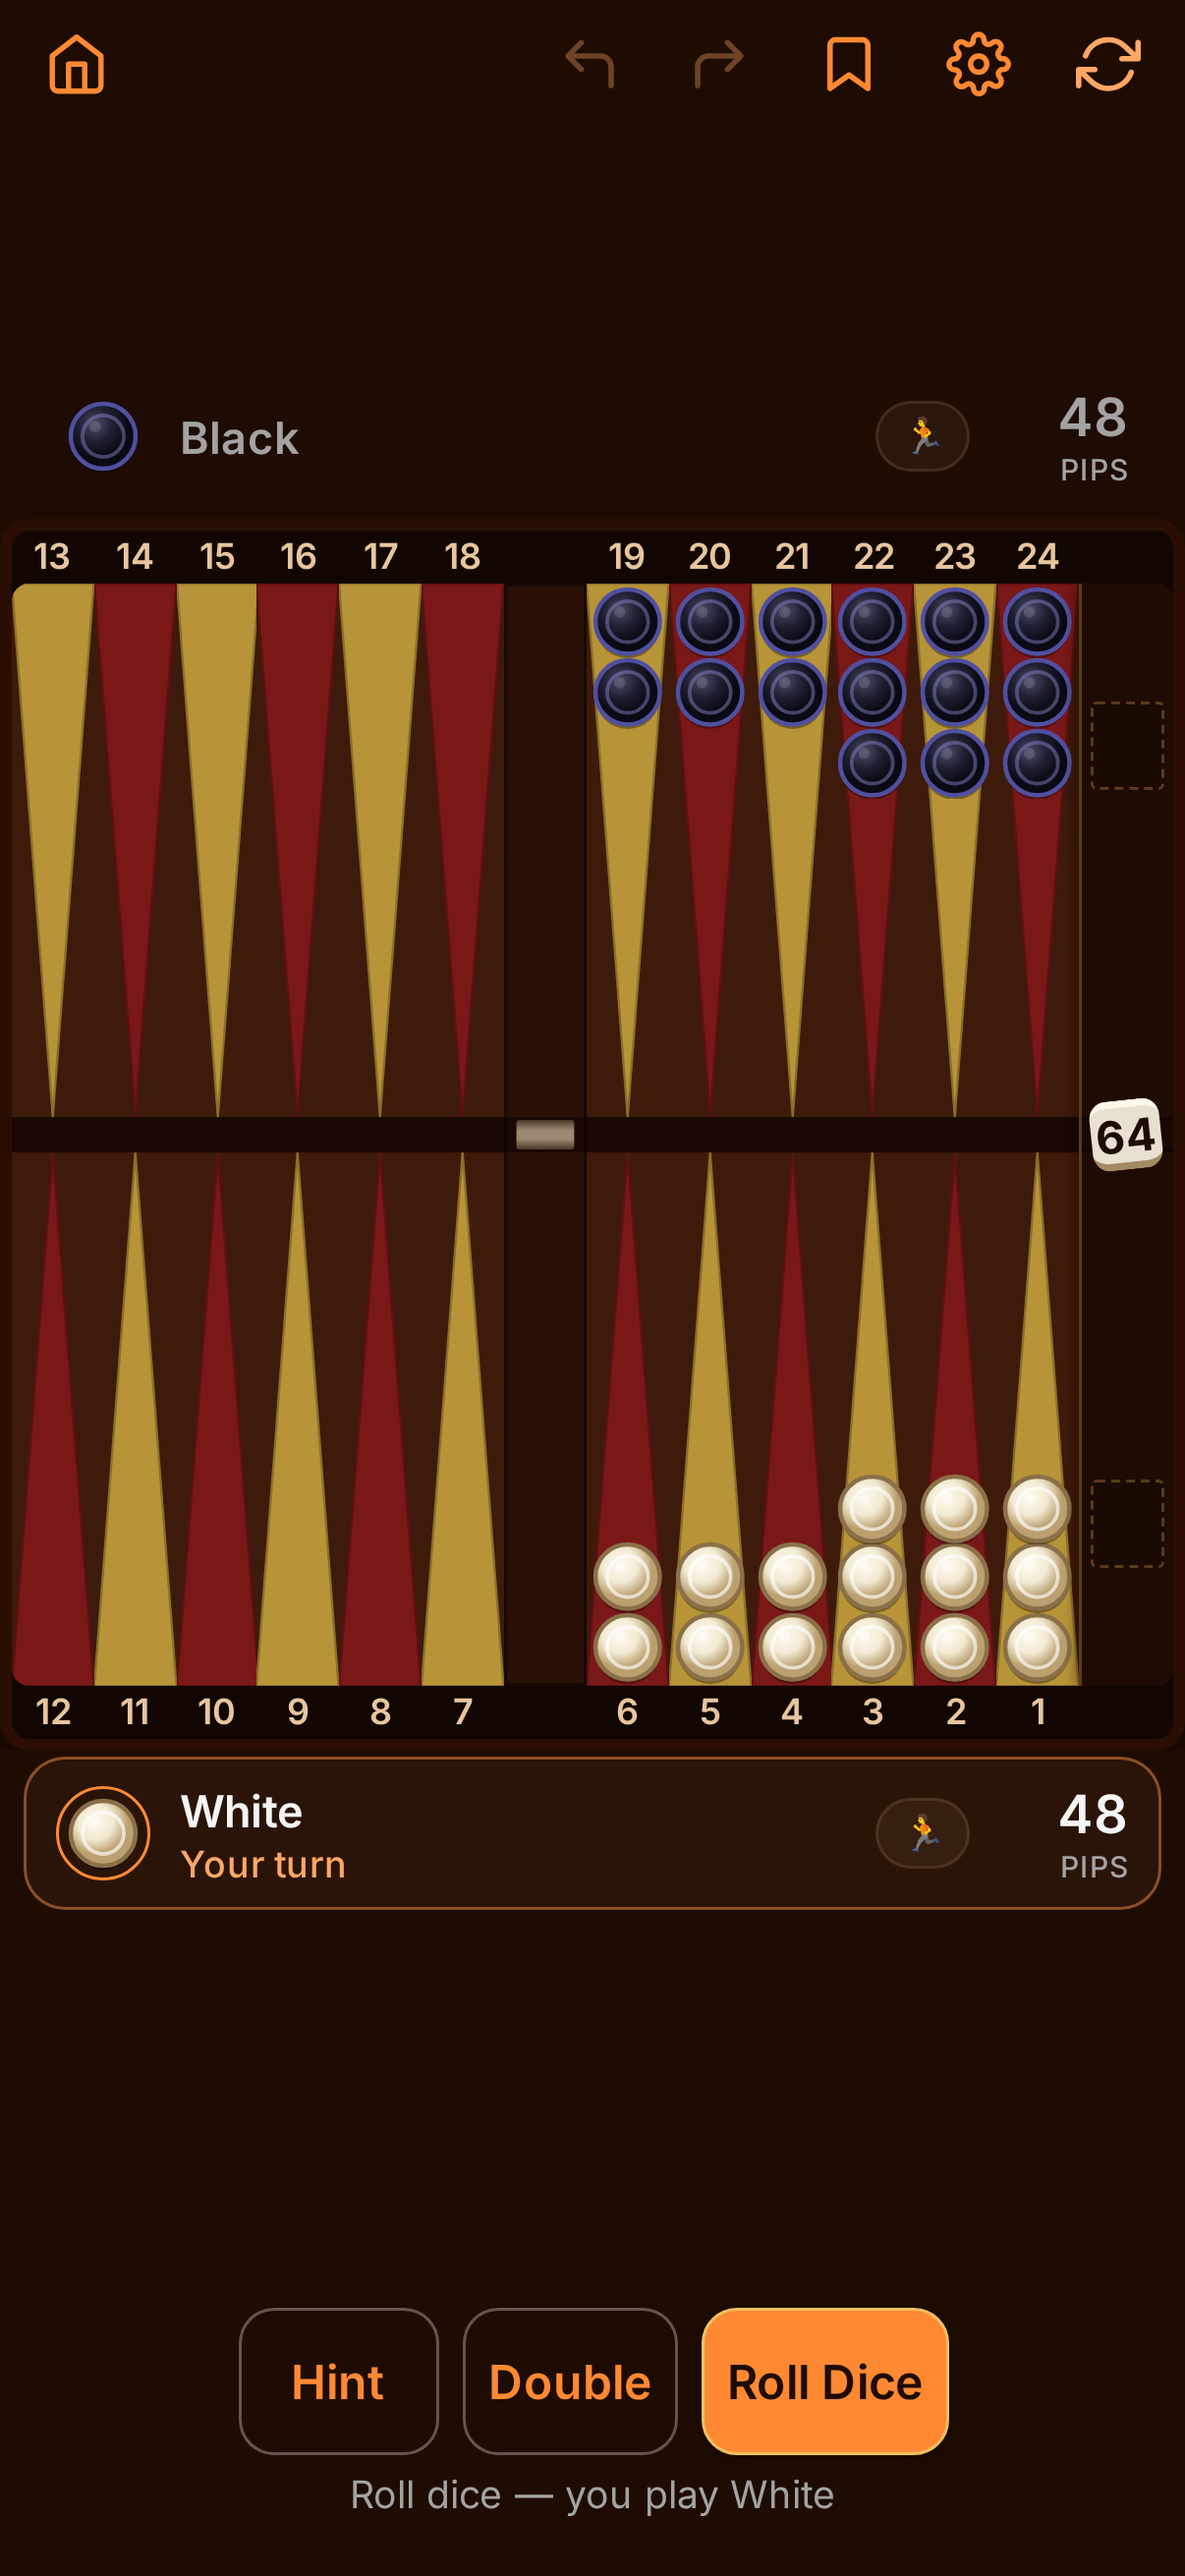 Black
48
PIPS
13 14 15 16 17 18 19 20 21 22 23 24
64
12 11 10 9 8 7 6 5 4 3 2 1
White
Your turn
48
PIPS
Hint
Double
Roll Dice
Roll dice — you play White